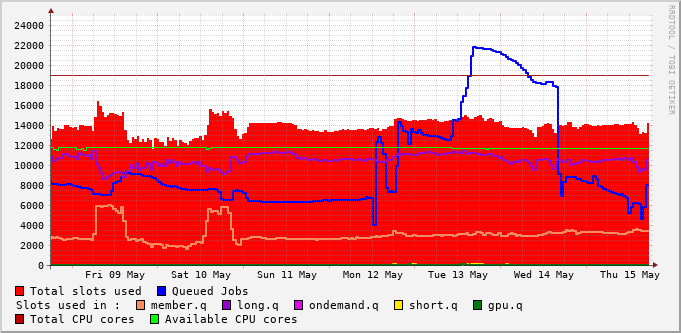 RRDTOOL / TOBI OETIKER
24000
22000
20000
18000
16000
14000
12000
10000
8000
6000
4000
2000
0
Fri 09 May Sat 10 May Sun 11 May Mon 12 May Tue 13 May Wed 14 May Thu 15 May
Total slots used Queued Jobs
Slots used in : member.q long.q ondemand.q short.q gpu.q
Total CPU cores Available CPU cores